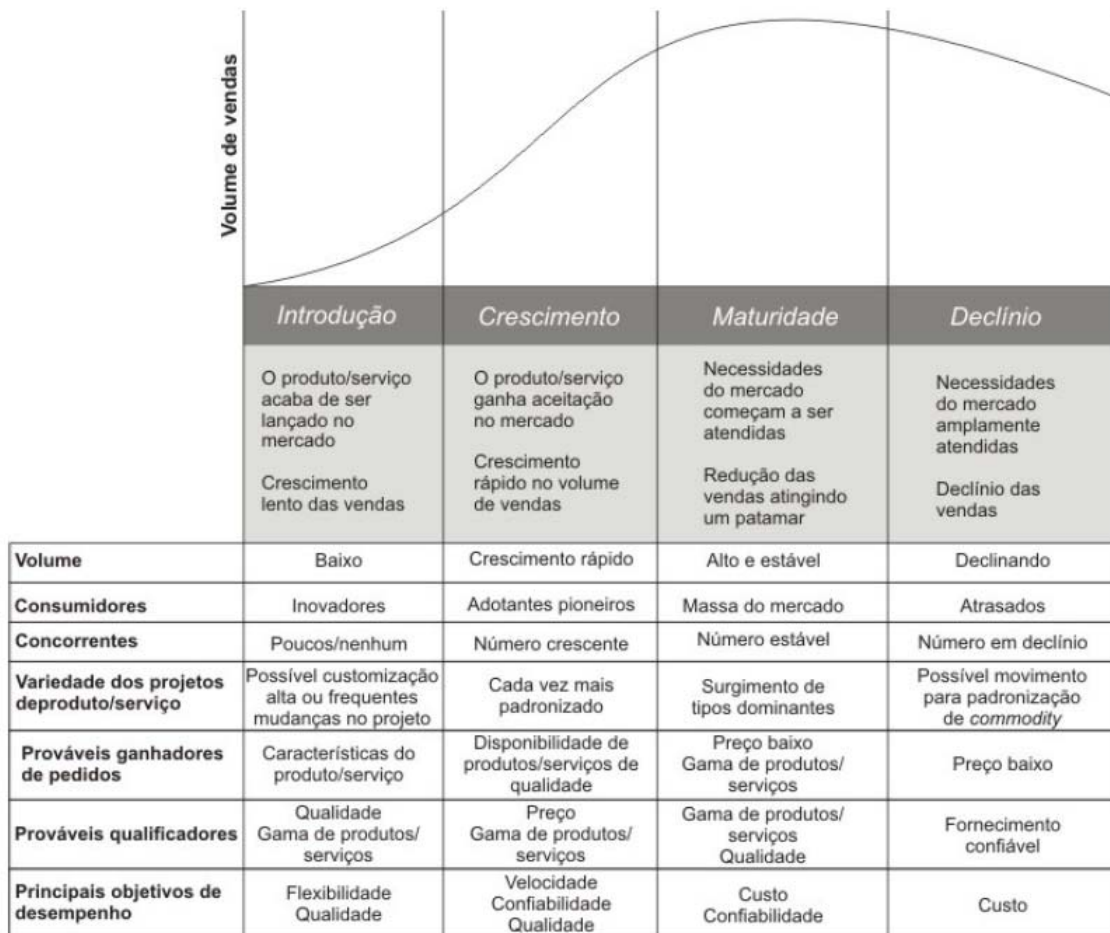 Volume de vendas
Introdução
Crescimento
Maturidade
Declínio
O produto/serviço
acaba de ser
lançado no
mercado
Crescimento
lento das vendas
O produto/serviço
ganha aceitação
no mercado
Crescimento
rápido no volume
de vendas
Necessidades
do mercado
começam a ser
atendidas
Redução das
vendas atingindo
um patamar
Necessidades
do mercado
amplamente
atendidas
Declínio das
vendas
Volume
Baixo
Crescimento rápido
Alto e estável
Declinando
Consumidores
Inovadores
Adotantes pioneiros
Massa do mercado
Atrasados
Concorrentes
Poucos/nenhum
Número crescente
Número estável
Número em declínio
Variedade dos projetos
deproduto/serviço
Possível customização
alta ou frequentes
mudanças no projeto
Cada vez mais
padronizado
Surgimento de
tipos dominantes
Possível movimento
para padronização
de commodity
Prováveis ganhadores
de pedidos
Características do
produto/serviço
Disponibilidade de
produtos/serviços de
qualidade
Preço baixo
Gama de produtos/
serviços
Preço baixo
Prováveis qualificadores
Qualidade
Gama de produtos/
serviços
Preço
Gama de produtos/
serviços
Gama de produtos/
serviços
Qualidade
Fornecimento
confiável
Principais objetivos de
desempenho
Flexibilidade
Qualidade
Velocidade
Confiabilidade
Qualidade
Custo
Confiabilidade
Custo